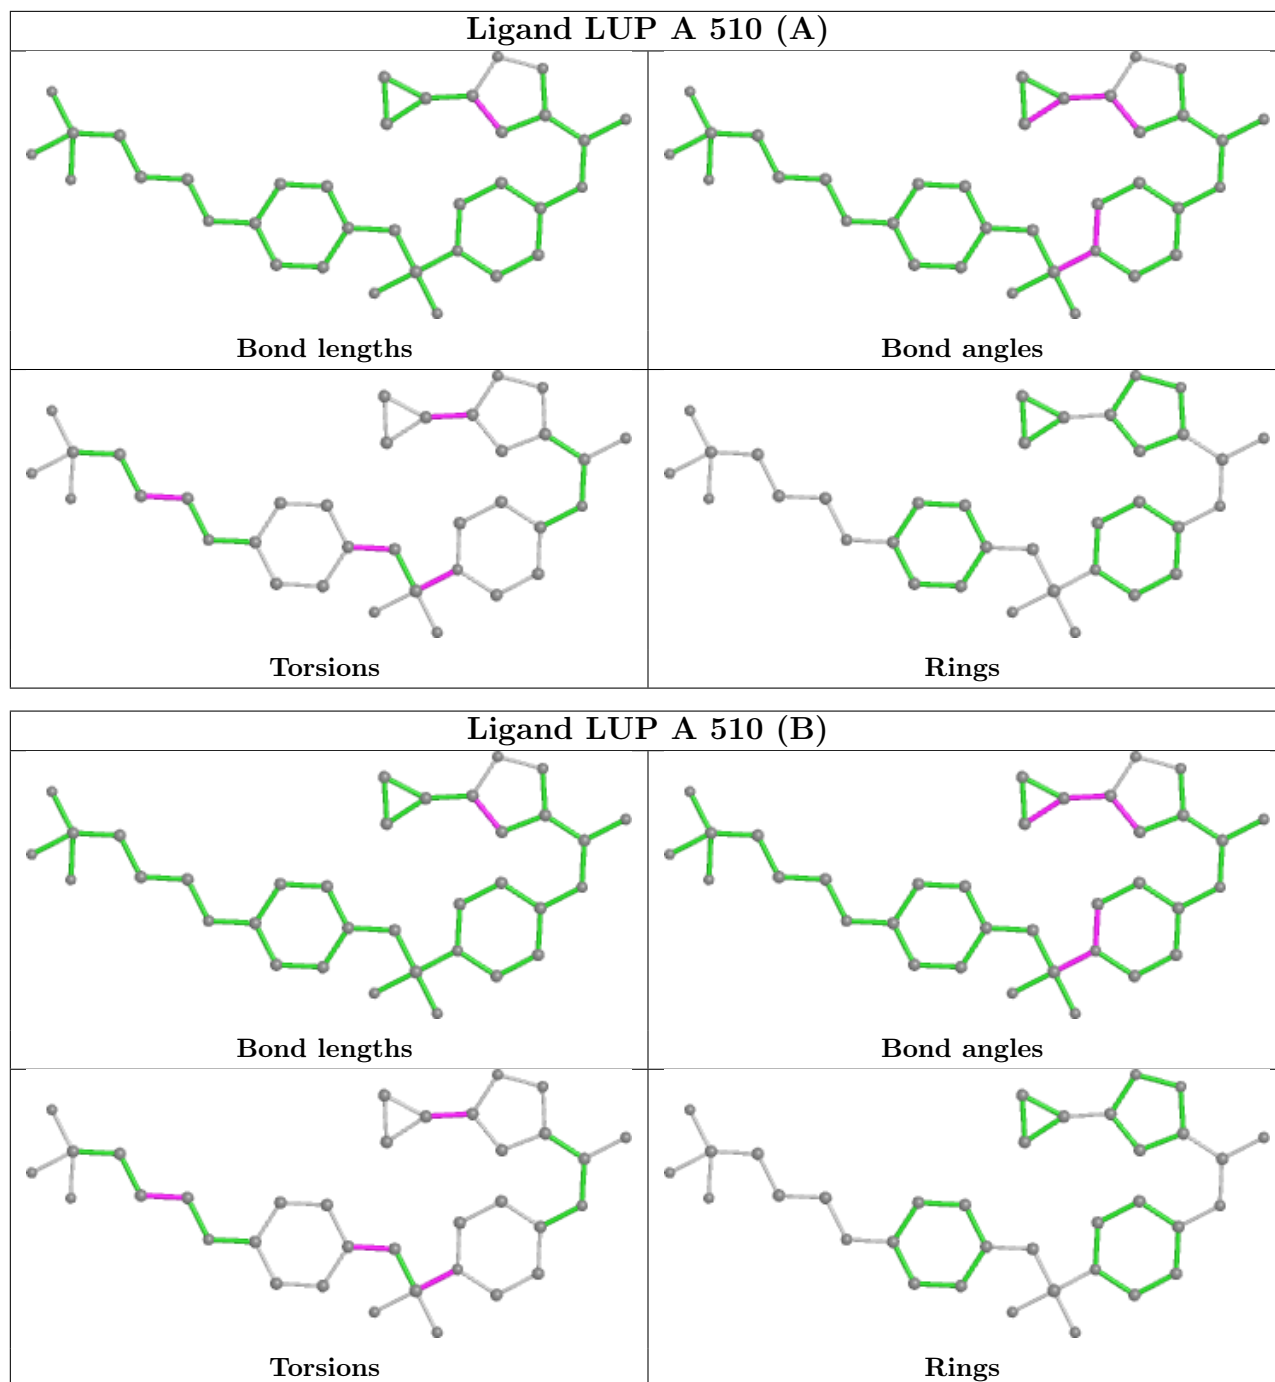 Ligand LUP A 510 (A)
Bond lengths
Bond angles
Torsions
Rings
Ligand LUP A 510 (B)
Bond lengths
Bond angles
Torsions
Rings